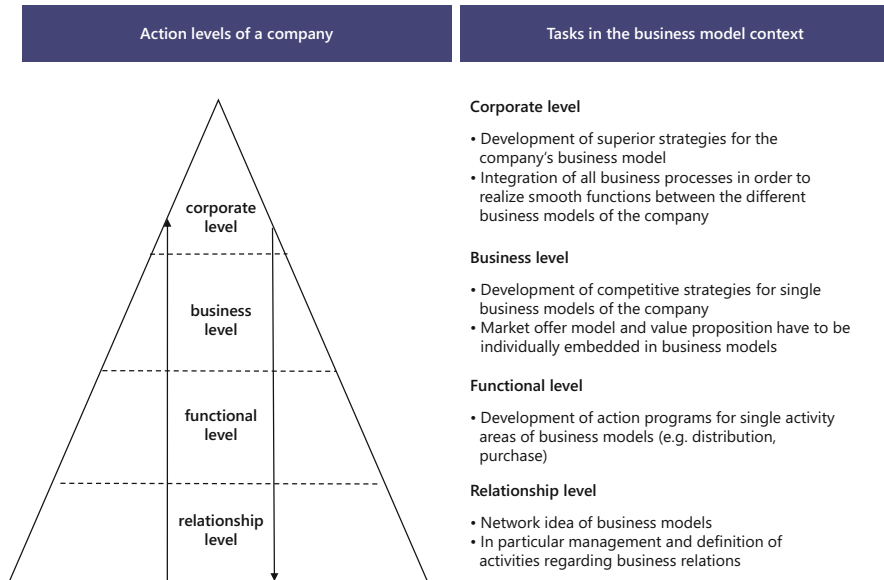 Action levels of a company
Tasks in the business model context
corporate
level
business
level
functional
level
relationship
level
Corporate level
• Development of superior strategies for the
company's business model
• Integration of all business processes in order to
realize smooth functions between the different
business models of the company
Business level
• Development of competitive strategies for single
business models of the company
• Market offer model and value proposition have to be
individually embedded in business models
Functional level
• Development of action programs for single activity
areas of business models (e.g. distribution,
purchase)
Relationship level
• Network idea of business models
• In particular management and definition of
activities regarding business relations